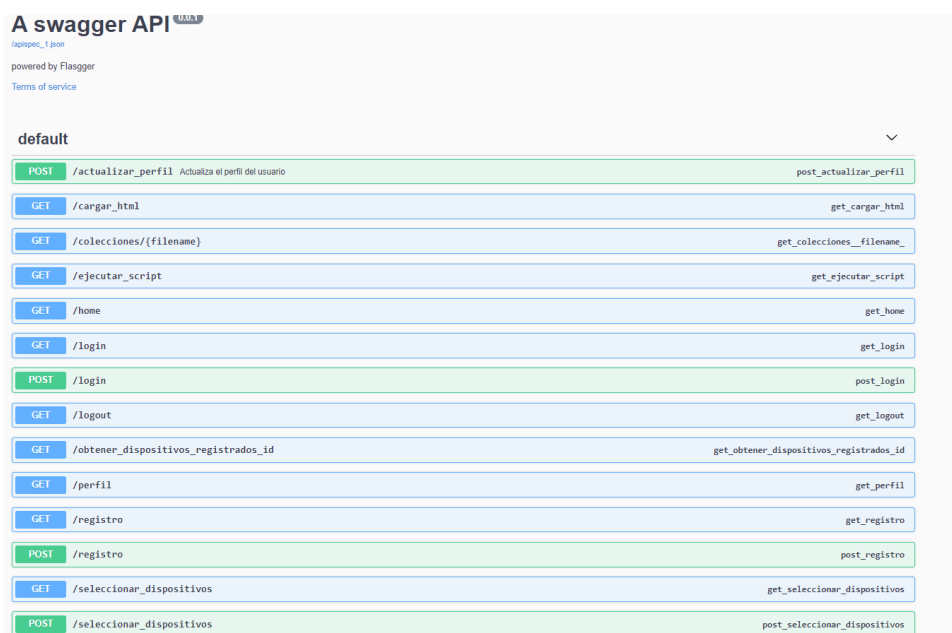 A swagger API 0.0.1
/apispec_1.json
powered by Flasgger
Terms of service
default
POST /actualizar_perfil Actualiza el perfil del usuario post_actualizar_perfil
GET /cargar_html get_cargar_html
GET /colecciones/{filename} get_colecciones__filename_
GET /ejecutar_script get_ejecutar_script
GET /home get_home
GET /login get_login
POST /login post_login
GET /logout get_logout
GET /obtener_dispositivos_registrados_id get_obtener_dispositivos_registrados_id
GET /perfil get_perfil
GET /registro get_registro
POST /registro post_registro
GET /seleccionar_dispositivos get_seleccionar_dispositivos
POST /seleccionar_dispositivos post_seleccionar_dispositivos